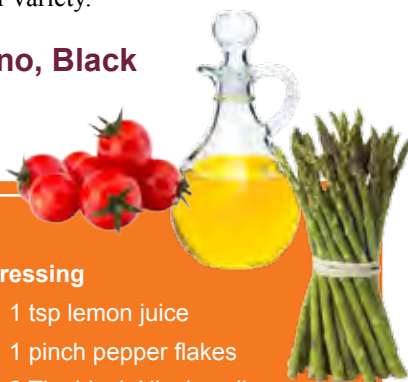 variety.
no, Black
ressing
1 tsp lemon juice
1 pinch pepper flakes